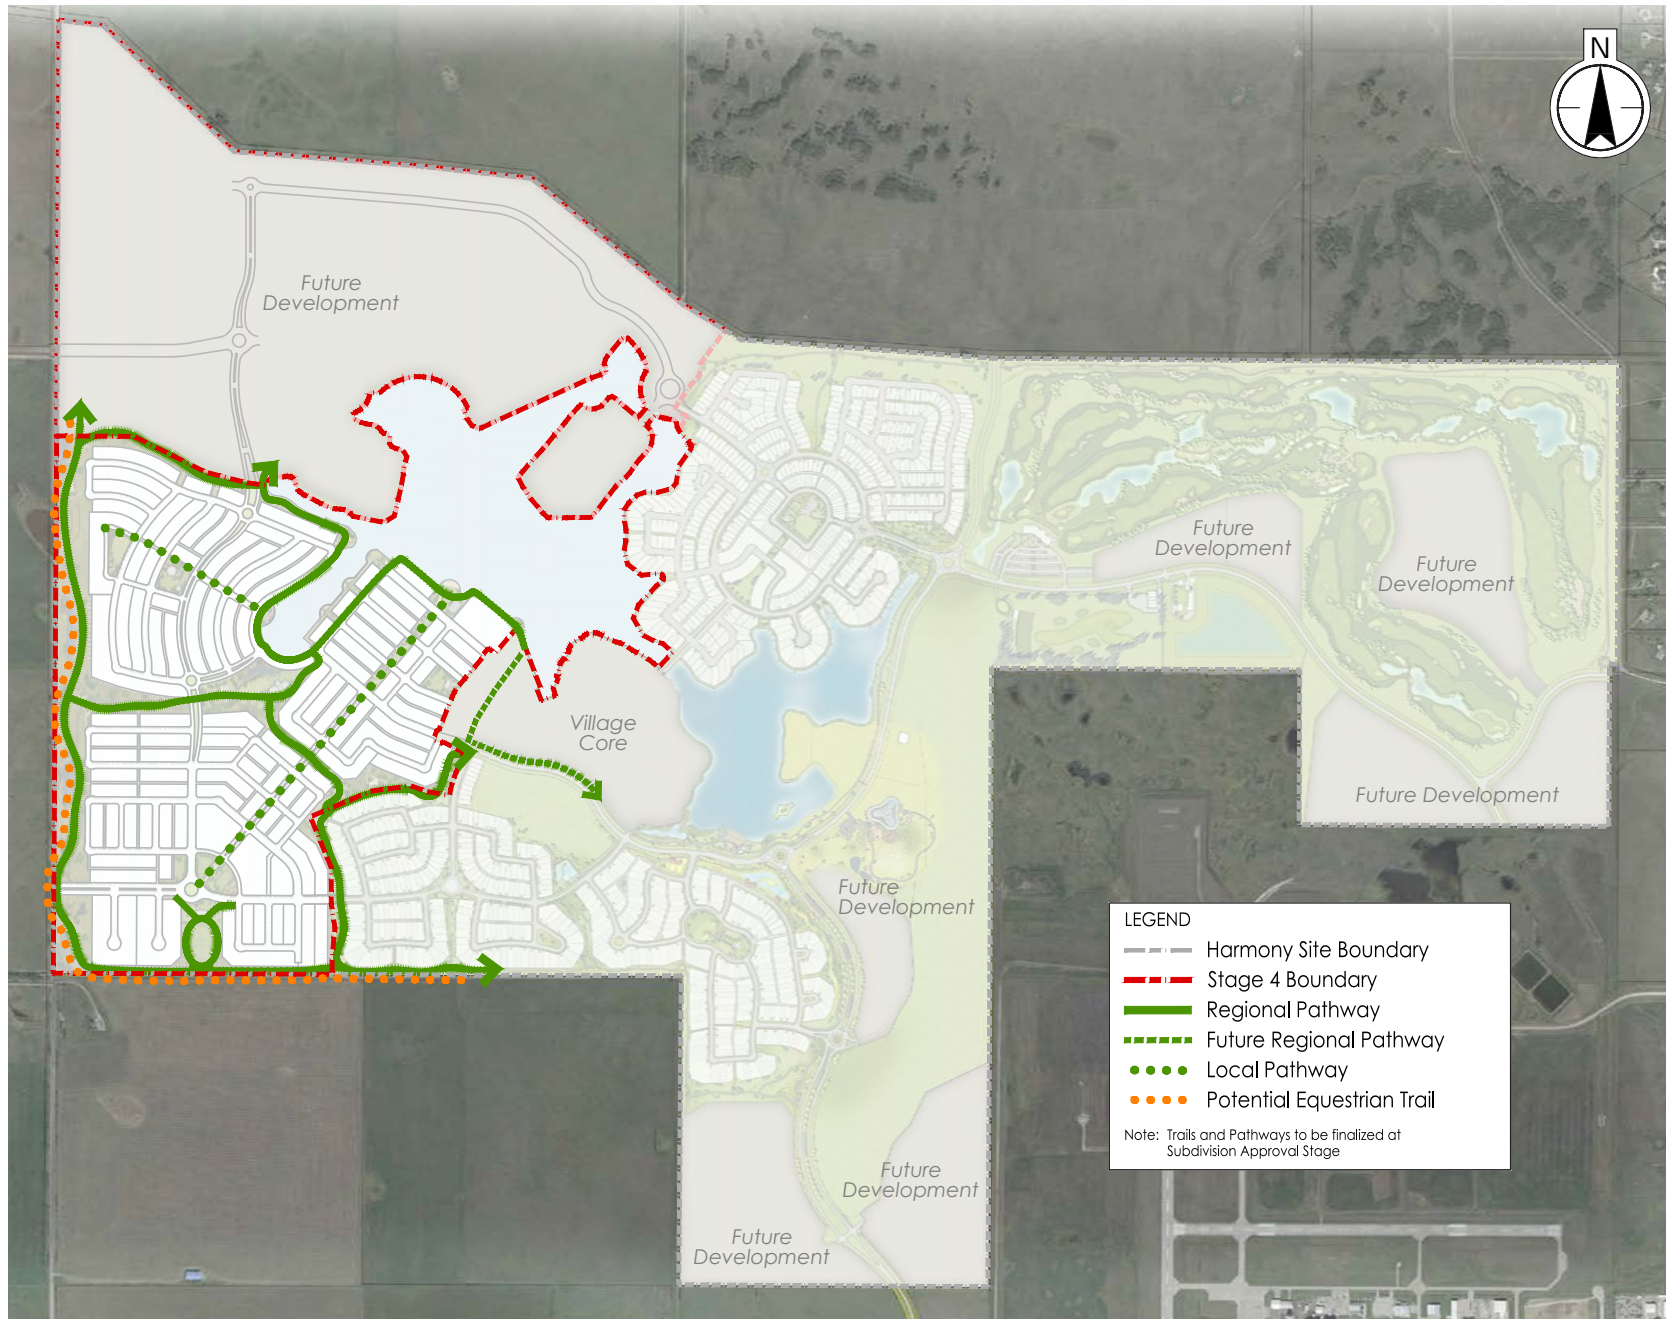 N
Future
Development
Future
Development
Future
Development
Village
Core
Future Development
Future
Development
LEGEND
Harmony Site Boundary
Stage 4 Boundary
Regional Pathway
Future Regional Pathway
Local Pathway
Potential Equestrian Trail
Note: Trails and Pathways to be finalized at
Subdivision Approval Stage
Future
Development
Future
Development